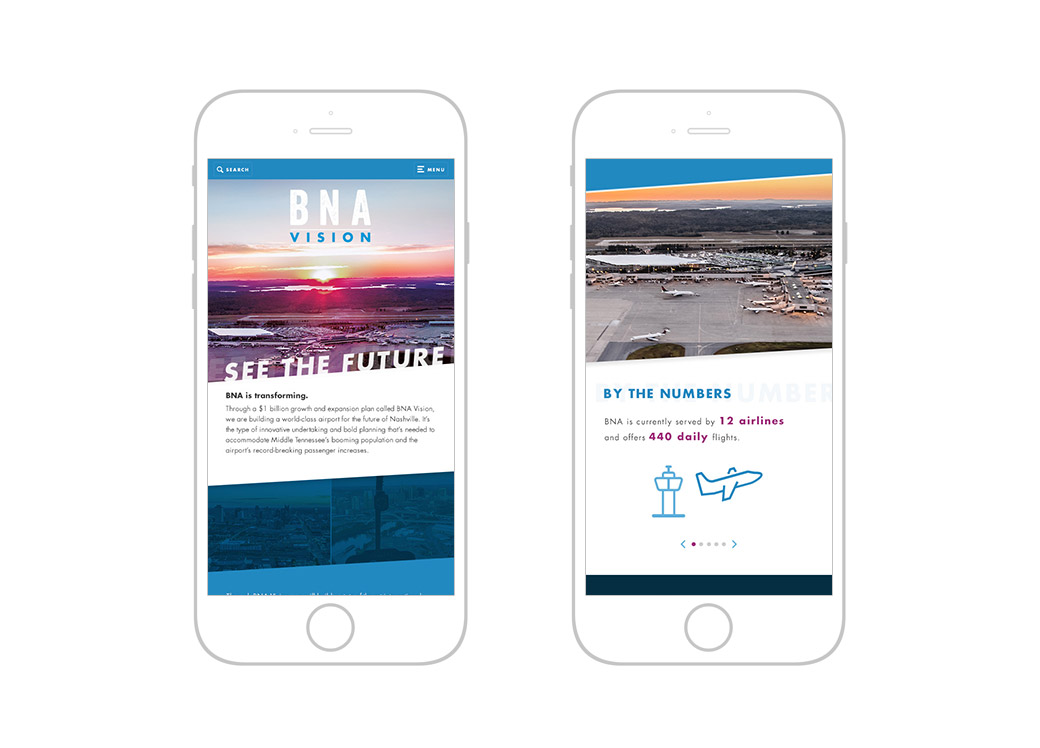 SEARCH
MENU
BNA
VISION
SEE THE FUTURE
BNA is transforming.
Through a $1 billion growth and expansion plan called BNA Vision,
we are building a world-class airport for the future of Nashville. It's
the type of innovative undertaking and bold planning that's needed to
accommodate Middle Tennessee's booming population and the
airport's record-breaking passenger increases.
BY THE NUMBERS
BNA is currently served by 12 airlines
and offers 440 daily flights.